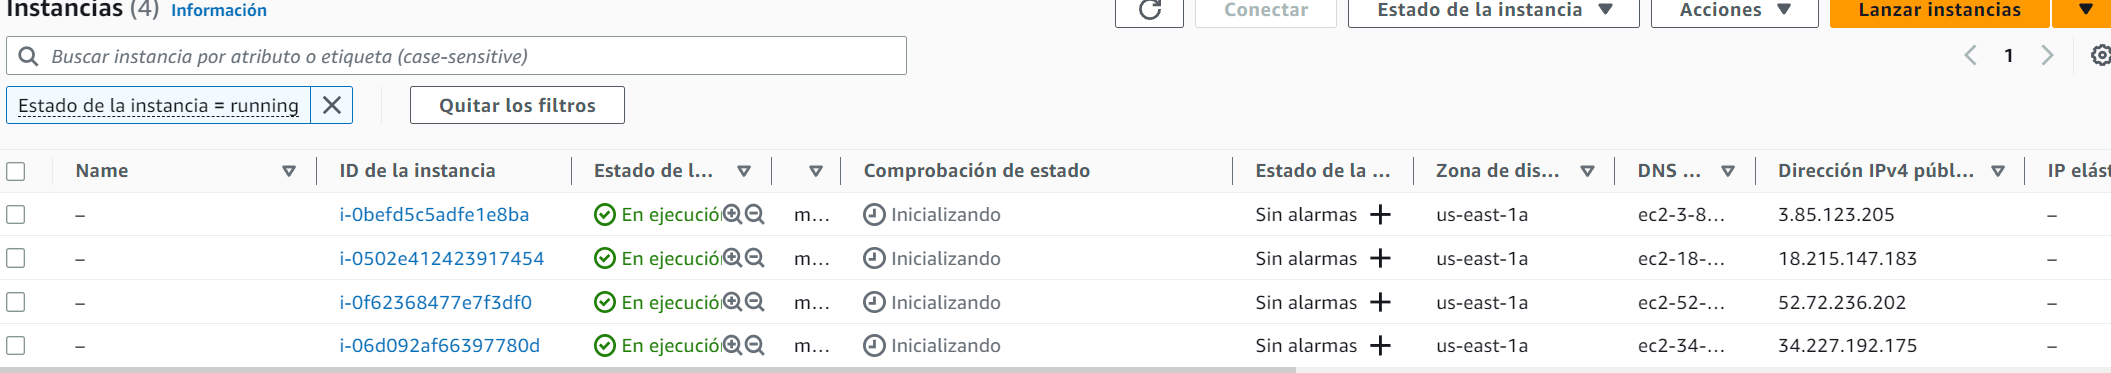 Instancias (4) Información
Conectar Estado de la instancia Acciones Lanzar instancias
Buscar instancia por atributo o etiqueta (case-sensitive)
1
Estado de la instancia = running
Quitar los filtros
Name ID de la instancia Estado de l... Comprobación de estado Estado de la ... Zona de dis... DNS ... Dirección IPv4 públ... IP elást
– i-0befd5c5adfe1e8ba En ejecución m... Inicializando Sin alarmas us-east-1a ec2-3-8... 3.85.123.205 –
– i-0502e412423917454 En ejecución m... Inicializando Sin alarmas us-east-1a ec2-18-... 18.215.147.183 –
– i-0f62368477e7f3df0 En ejecución m... Inicializando Sin alarmas us-east-1a ec2-52-... 52.72.236.202 –
– i-06d092af66397780d En ejecución m... Inicializando Sin alarmas us-east-1a ec2-34-... 34.227.192.175 –